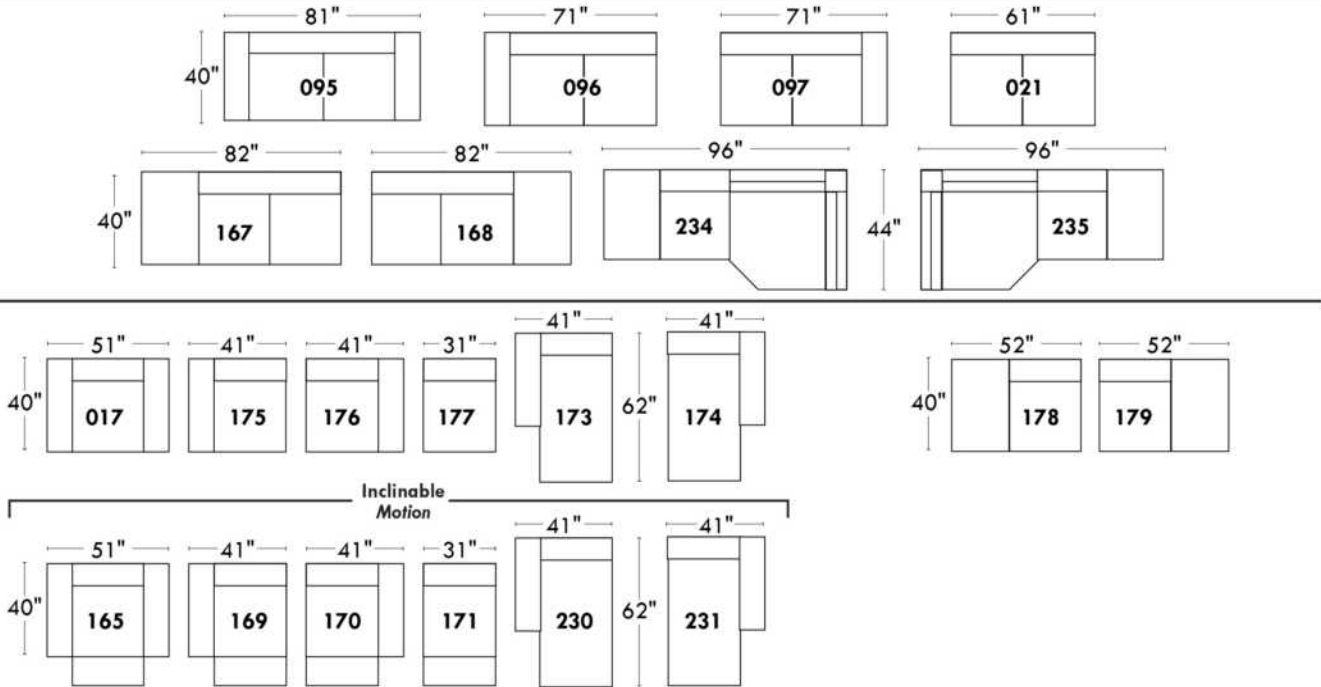 81" 71" 71" 61"
40" 095 096 097 021
82" 82" 96" 96"
40" 167 168 234 44" 235
51" 41" 41" 31" 41" 41" 52" 52"
40" 017 175 176 177 173 62" 174 40" 178 179
Inclinable
Motion
51" 41" 41" 31" 41" 41"
40" 165 169 170 171 230 62" 231